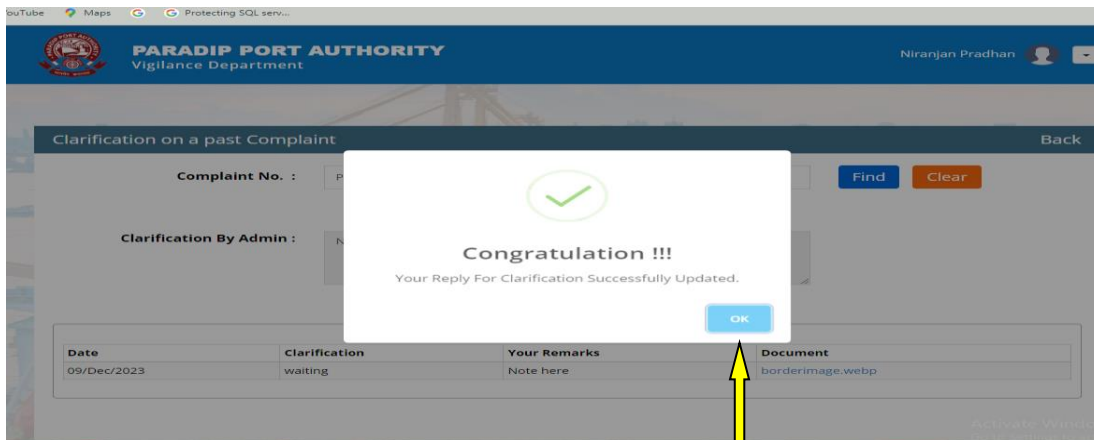 YouTube Maps Protecting SQL serv...
PARADIP PORT AUTHORITY
Vigilance Department
Niranjan Pradhan
Clarification on a past Complaint
Back
Complaint No. :
P
Find
Clear
Clarification By Admin :
N
Congratulation !!!
Your Reply For Clarification Successfully Updated.
OK
Date Clarification Your Remarks Document
09/Dec/2023 waiting Note here borderimage.webp
Activate Windo